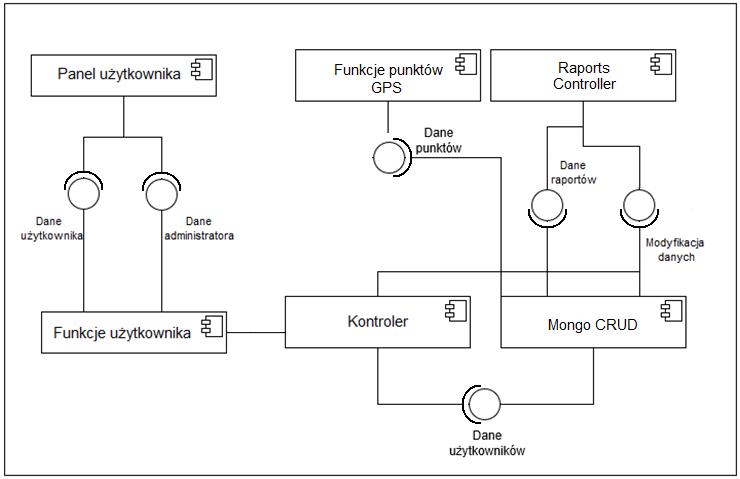 Panel użytkownika
Funkcje punktów
GPS
Raports
Controller
Dane
punktów
Dane
raportów
Dane
użytkownika
Dane
administratora
Modyfikacja
danych
Funkcje użytkownika
Kontroler
Mongo CRUD
Dane
użytkowników